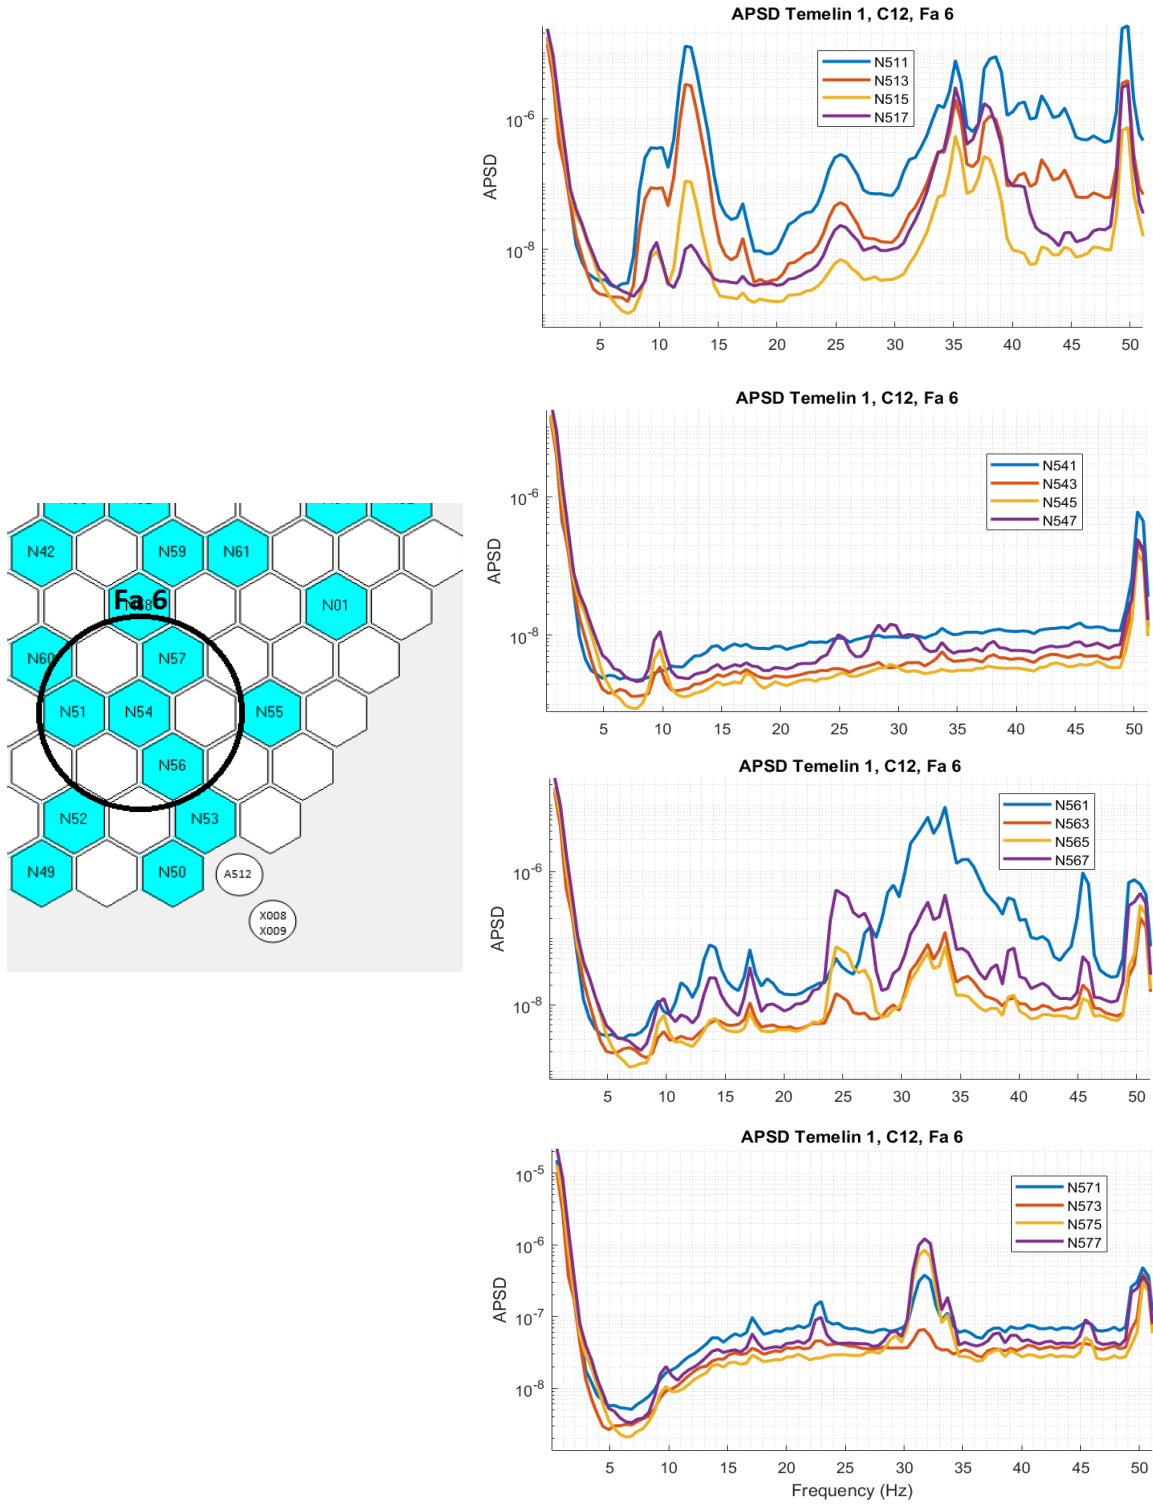 APSD Temelin 1, C12, Fa 6
N511
N513
N515
N517
10-6
10-8
APSD
5 10 15 20 25 30 35 40 45 50
APSD Temelin 1, C12, Fa 6
N541
N543
N545
N547
10-6
10-8
APSD
5 10 15 20 25 30 35 40 45 50
N42 N59 N61
Fa 6
N01
N60 N57
N51 N54 N55
N56
N52 N53
N49 N50 A512
X008
X009
APSD Temelin 1, C12, Fa 6
N561
N563
N565
N567
10-6
10-8
APSD
5 10 15 20 25 30 35 40 45 50
APSD Temelin 1, C12, Fa 6
N571
N573
N575
N577
10-5
10-6
10-7
10-8
APSD
5 10 15 20 25 30 35 40 45 50
Frequency (Hz)